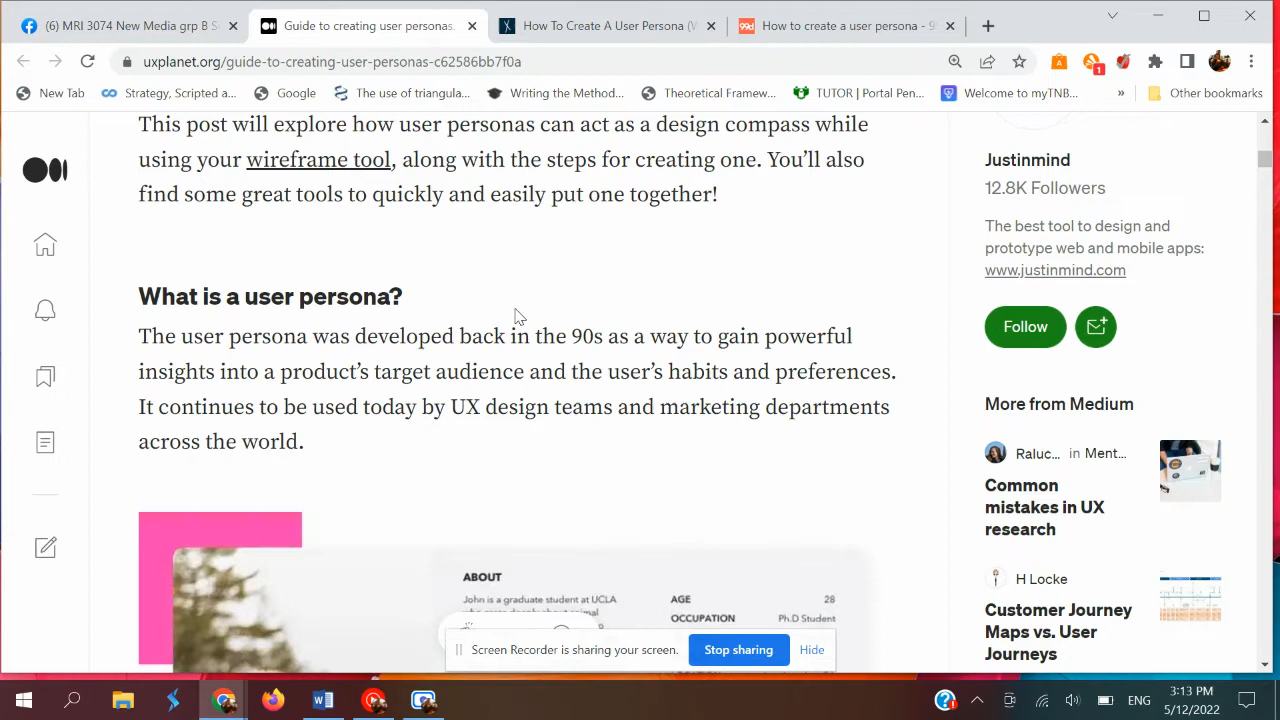 (6) MRI 3074 New Media grp B S
Guide to creating user personas.
How To Create A User Persona (V
99d
How to create a user persona - 9
uxplanet.org/guide-to-creating-user-personas-c62586bb7f0a
A
1
New Tab
Strategy, Scripted a...
Google
The use of triangula...
Writing the Method...
Theoretical Framew...
TUTOR | Portal Pen...
Welcome to myTNB...
»
Other bookmarks
This post will explore how user personas can act as a design compass while
using your wireframe tool, along with the steps for creating one. You’ll also
find some great tools to quickly and easily put one together!
What is a user persona?
The user persona was developed back in the 90s as a way to gain powerful
insights into a product’s target audience and the user’s habits and preferences.
It continues to be used today by UX design teams and marketing departments
across the world.
ABOUT
John is a graduate student at UCLA
AGE 28
OCCUPATION Ph.D Student
Justinmind
12.8K Followers
The best tool to design and
prototype web and mobile apps:
www.justinmind.com
Follow
More from Medium
Raluc... in Ment...
Common
mistakes in UX
research
H Locke
Customer Journey
Maps vs. User
Journeys
Screen Recorder is sharing your screen.
Stop sharing
Hide
ENG
3:13 PM
5/12/2022